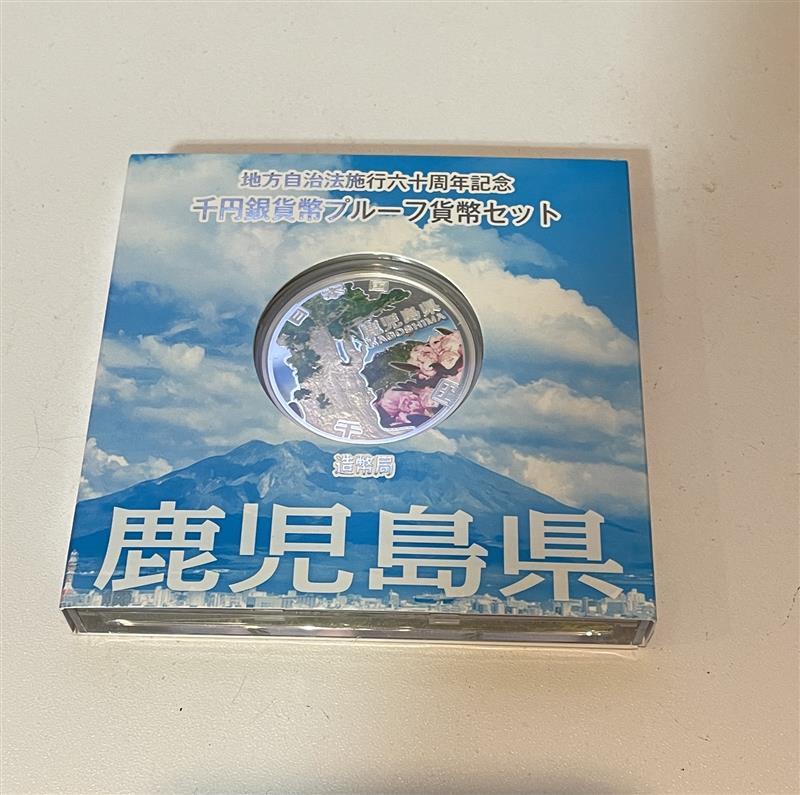 地方自治法施行六十周年記念
千円銀貨幣プルーフ貨幣セット
鹿児島県
KAGOSHIMA
千
円
造幣局
鹿児島県